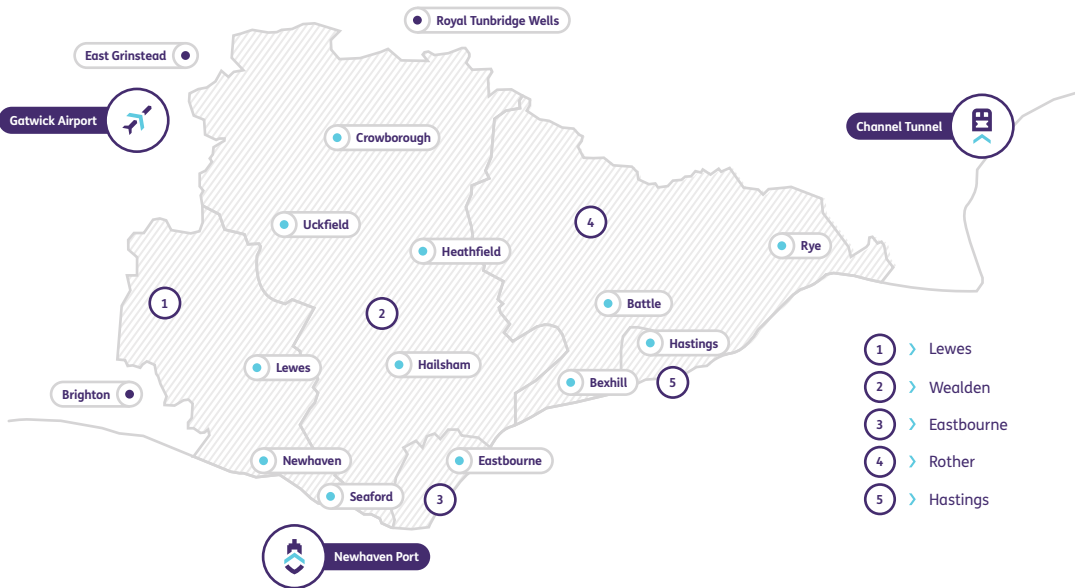 Royal Tunbridge Wells
East Grinstead
Gatwick Airport
Channel Tunnel
Crowborough
Uckfield
4
Rye
Heathfield
1
2
Battle
Hastings
Lewes
Hailsham
Bexhill
5
Brighton
Newhaven
Eastbourne
Seaford
3
Newhaven Port
1 › Lewes
2 › Wealden
3 › Eastbourne
4 › Rother
5 › Hastings